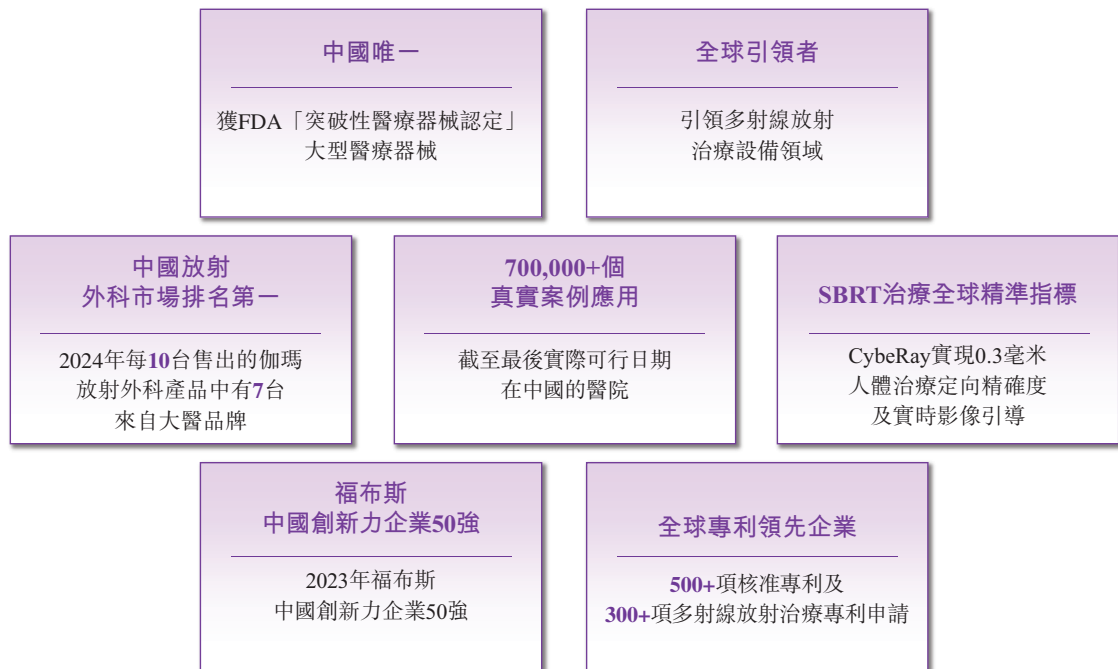 中國唯一
獲FDA「突破性醫療器械認定」
大型醫療器械
全球引領者
引領多射線放射
治療設備領域
中國放射
外科市場排名第一
2024年每10台售出的伽瑪
放射外科產品中有7台
來自大醫品牌
700,000+個
真實案例應用
截至最後實際可行日期
在中國的醫院
SBRT治療全球精準指標
CybeRay實現0.3毫米
人體治療定向精確度
及實時影像引導
福布斯
中國創新力企業50強
2023年福布斯
中國創新力企業50強
全球專利領先企業
500+項核准專利及
300+項多射線放射治療專利申請